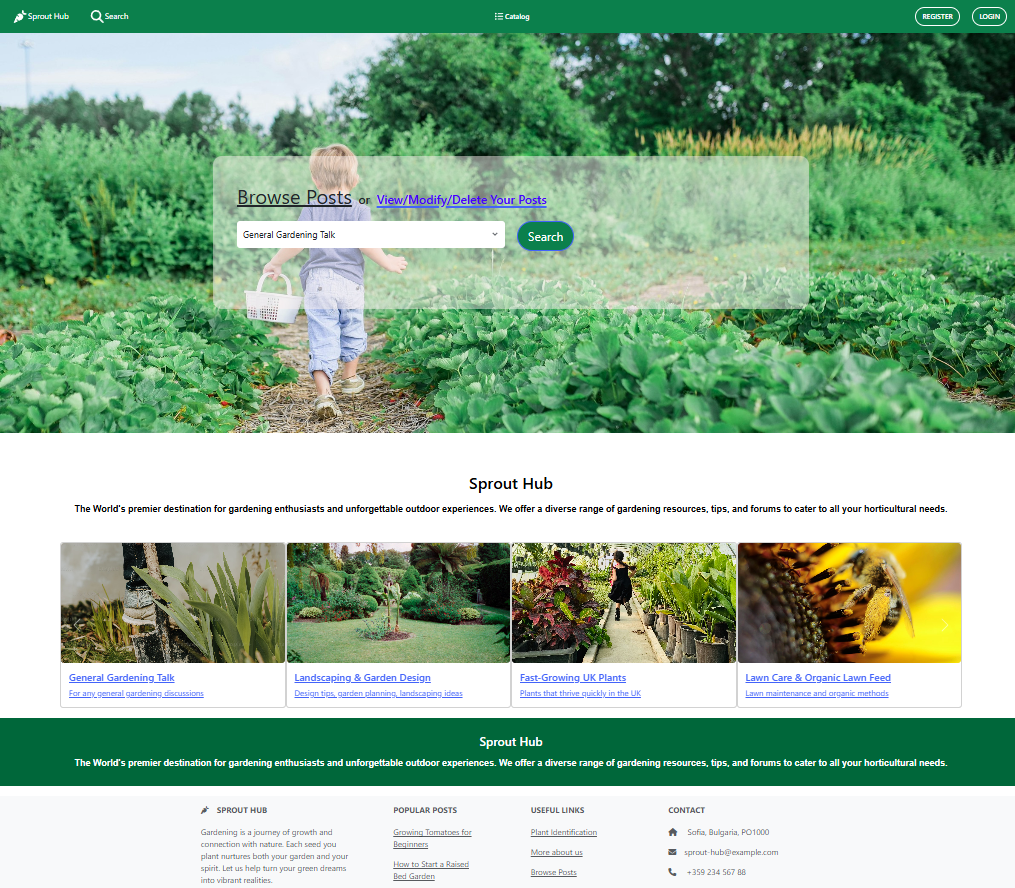 Sprout Hub
Search
Catalog
REGISTER
LOGIN
Browse Posts or View/Modify/Delete Your Posts
General Gardening Talk
Search
Sprout Hub
The World's premier destination for gardening enthusiasts and unforgettable outdoor experiences. We offer a diverse range of gardening resources, tips, and forums to cater to all your horticultural needs.
General Gardening Talk
For any general gardening discussions
Landscaping & Garden Design
Design tips, garden planning, landscaping ideas
Fast-Growing UK Plants
Plants that thrive quickly in the UK
Lawn Care & Organic Lawn Feed
Lawn maintenance and organic methods
Sprout Hub
The World's premier destination for gardening enthusiasts and unforgettable outdoor experiences. We offer a diverse range of gardening resources, tips, and forums to cater to all your horticultural needs.
SPROUT HUB
Gardening is a journey of growth and
connection with nature. Each seed you
plant nurtures both your garden and your
spirit. Let us help turn your green dreams
into vibrant realities.
POPULAR POSTS
Growing Tomatoes for
Beginners
How to Start a Raised
Bed Garden
USEFUL LINKS
Plant Identification
More about us
Browse Posts
CONTACT
Sofia, Bulgaria, PO1000
sprout-hub@example.com
+359 234 567 88